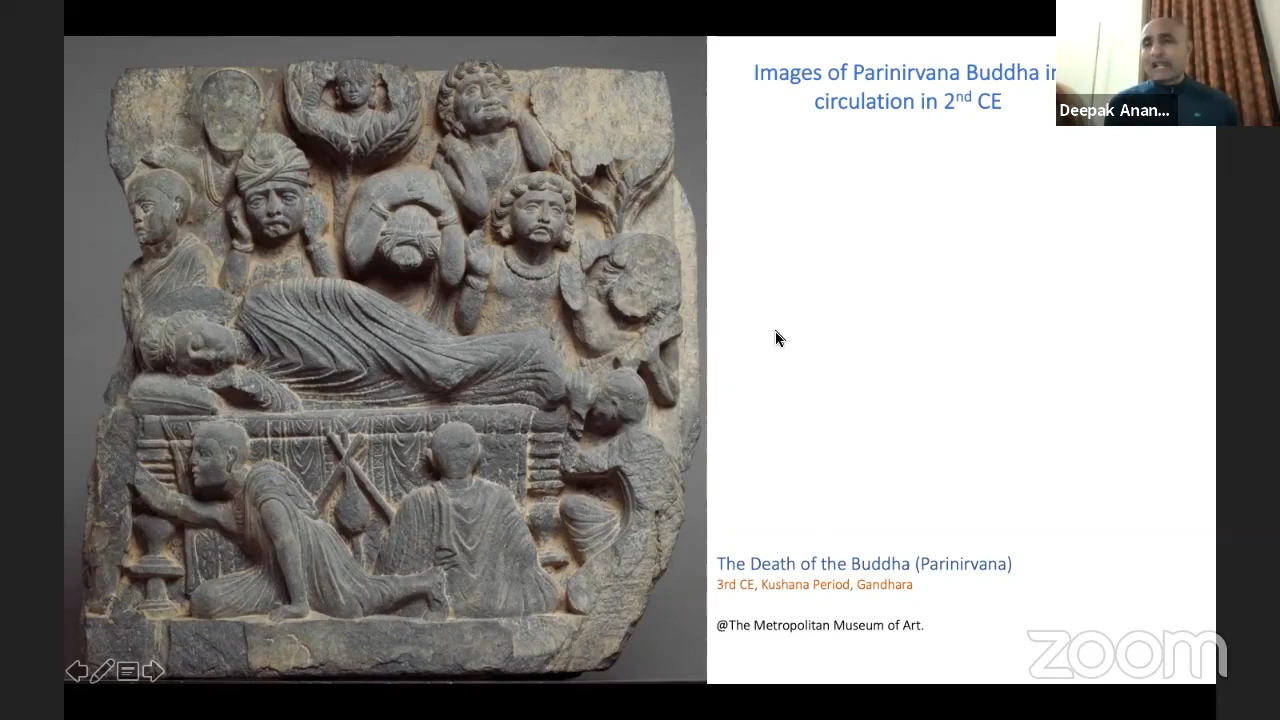 Images of Parinirvana Buddha in
circulation in 2nd CE
Deepak Anan...
The Death of the Buddha (Parinirvana)
3rd CE, Kushana Period, Gandhara
@The Metropolitan Museum of Art.
zoom